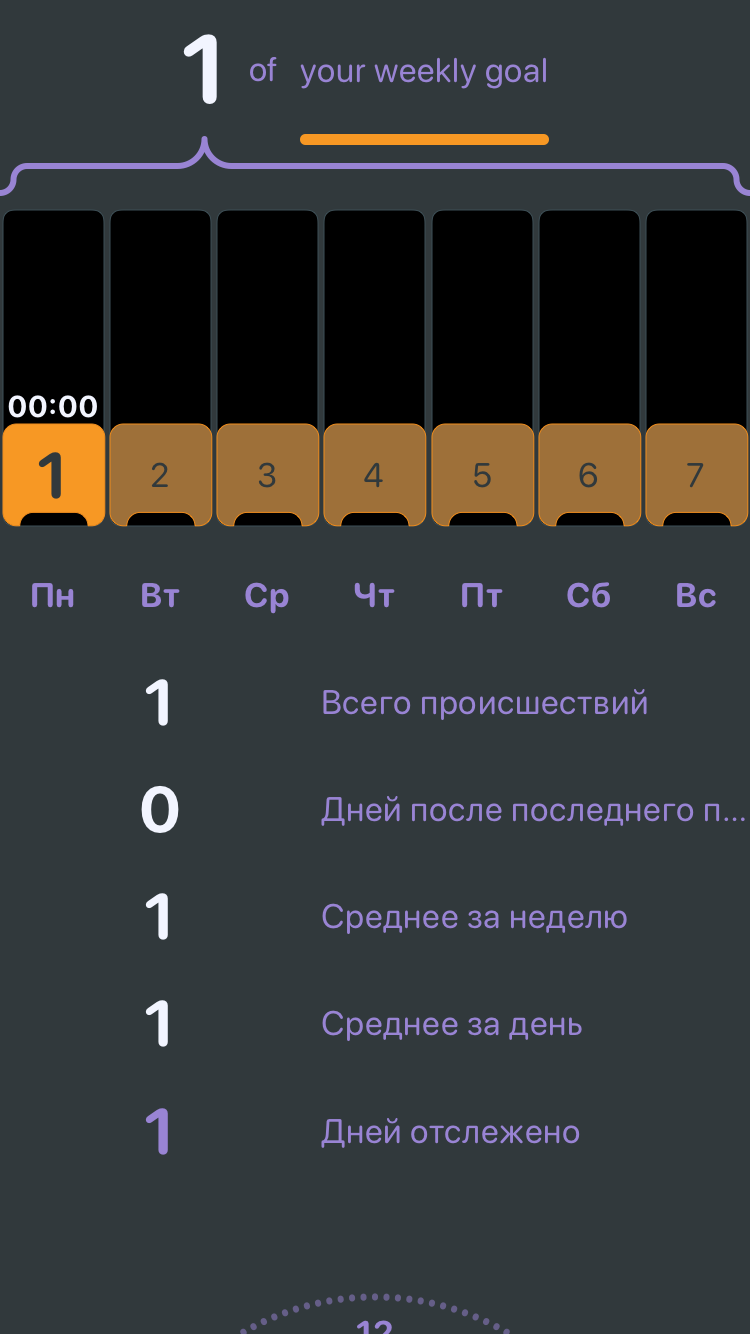 1 of your weekly goal
00:00
1 2 3 4 5 6 7
Пн Вт Ср Чт Пт Сб Вс
1 Всего происшествий
0 Дней после последнего п...
1 Среднее за неделю
1 Среднее за день
1 Дней отслежено
12